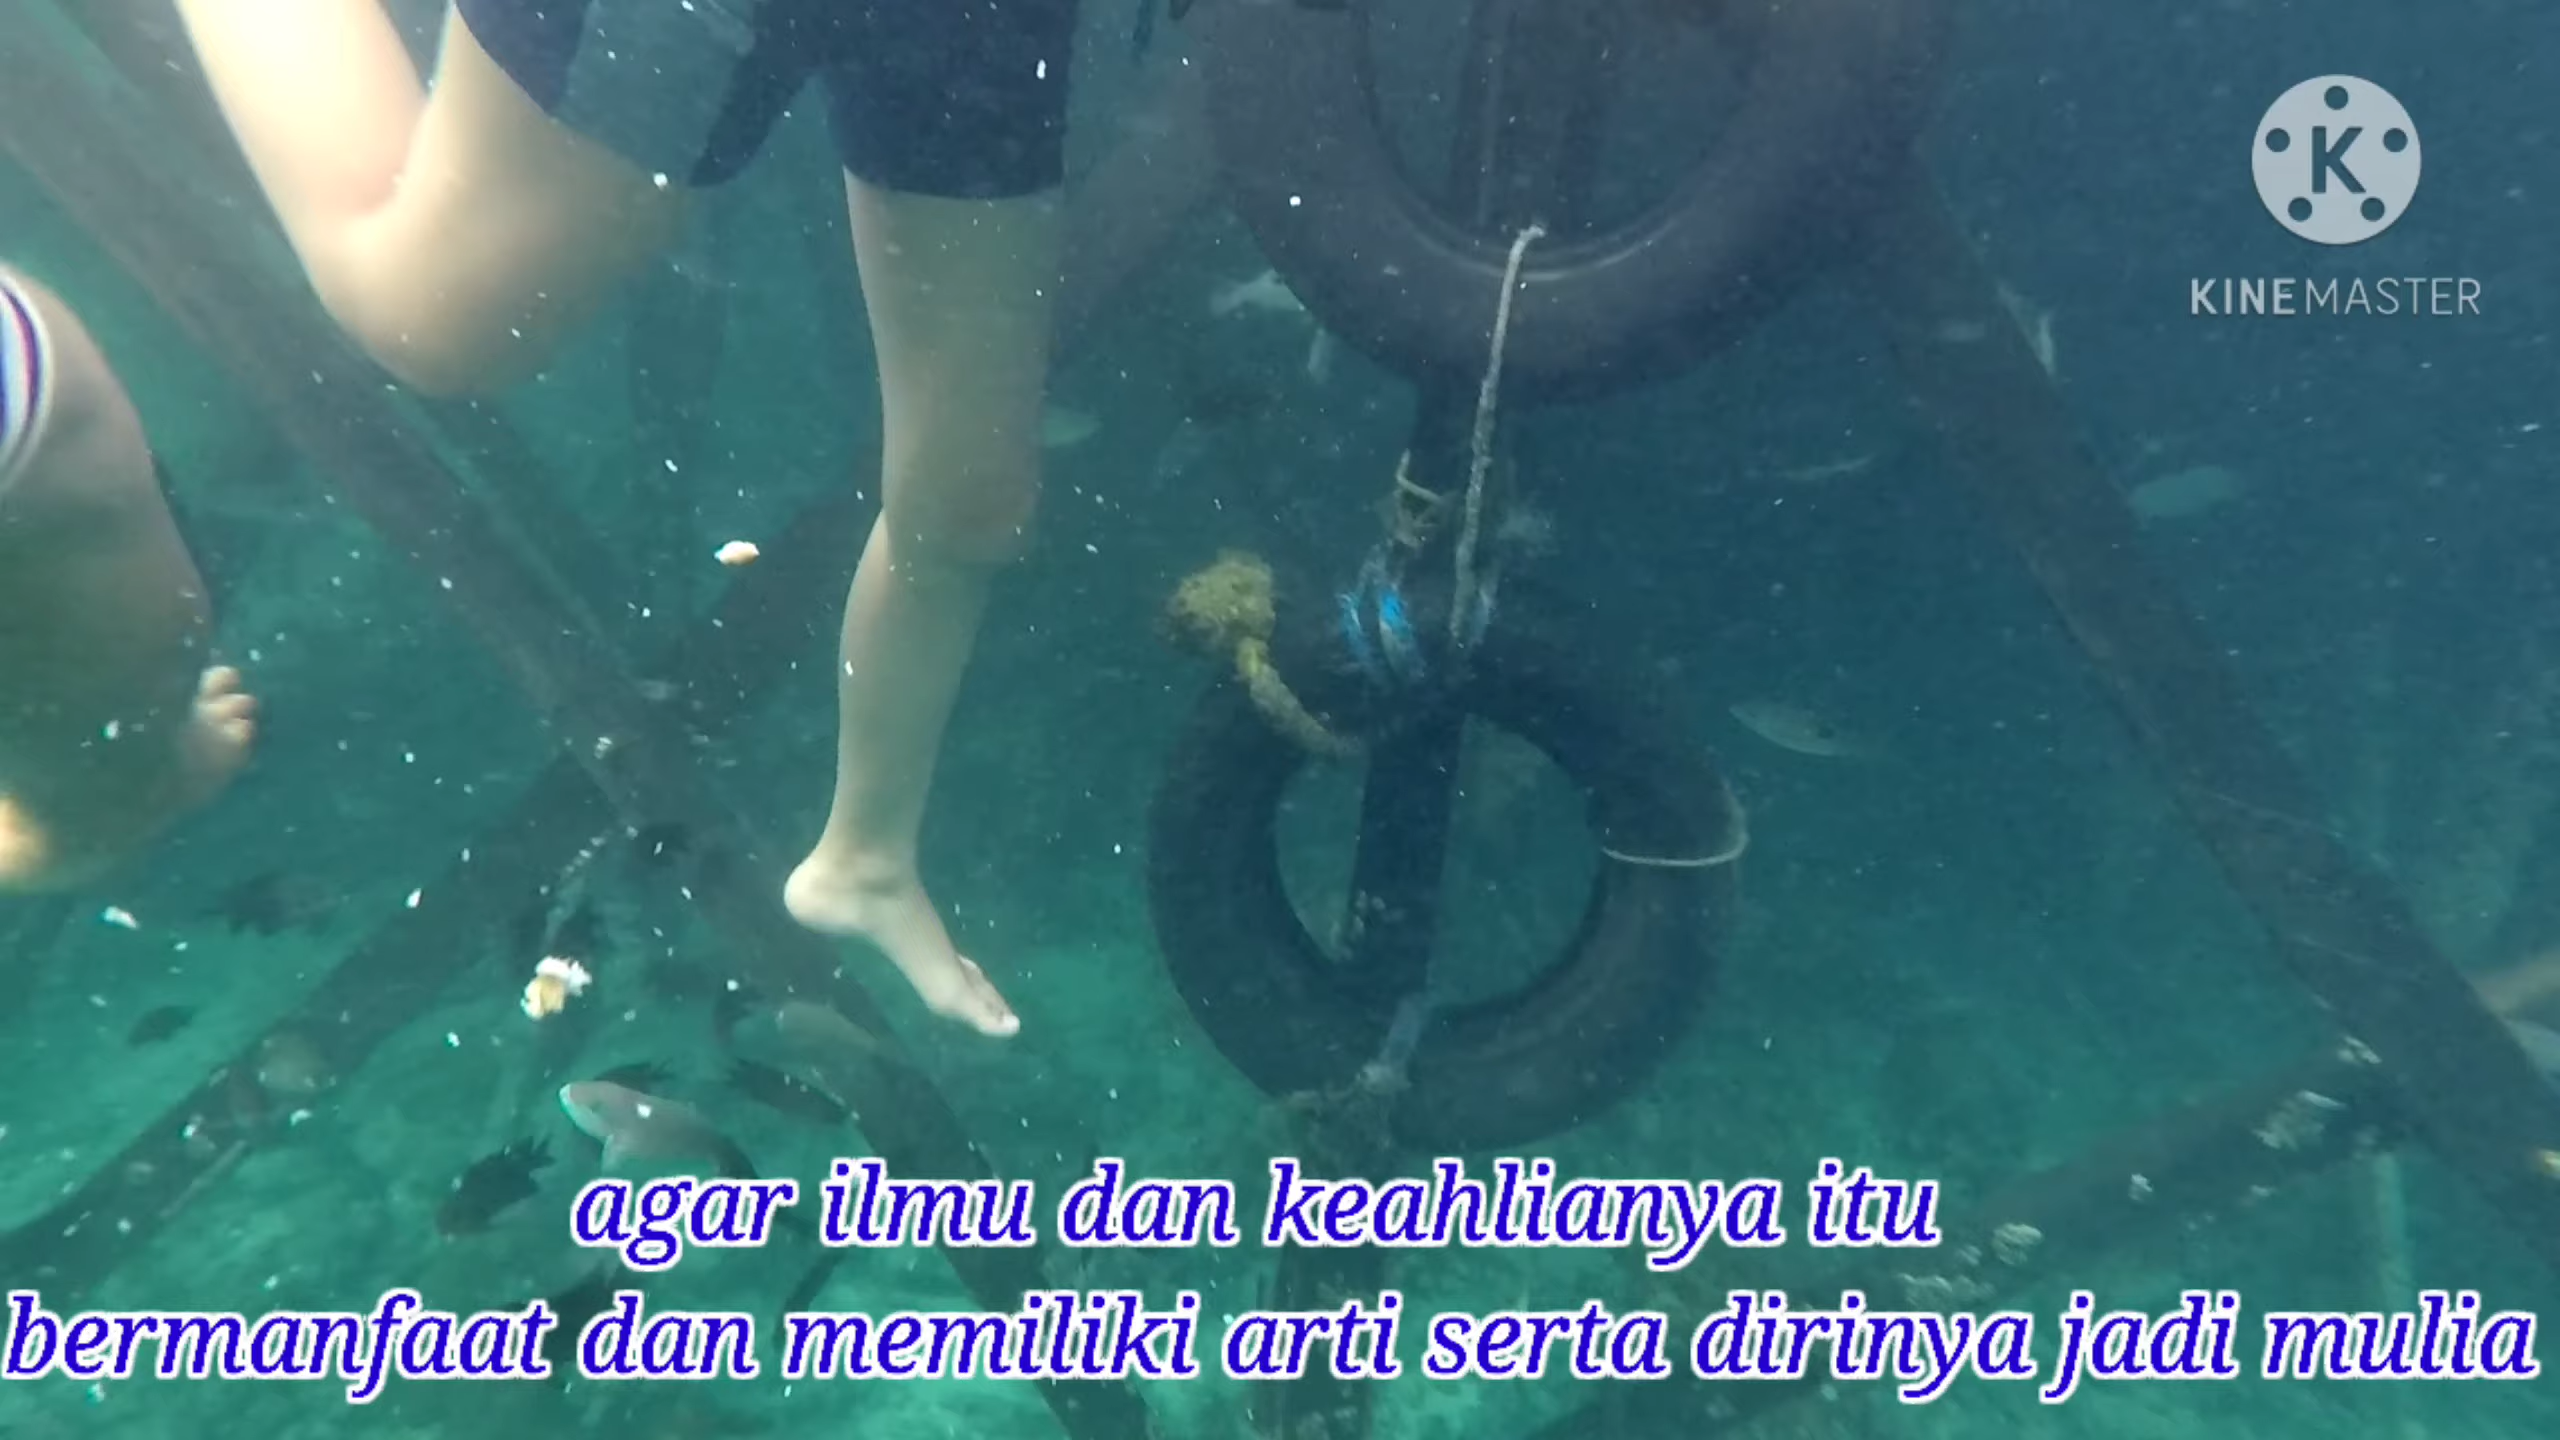 K
KINEMASTER
agar ilmu dan keahlianya itu
bermanfaat dan memiliki arti serta dirinya jadi mulia